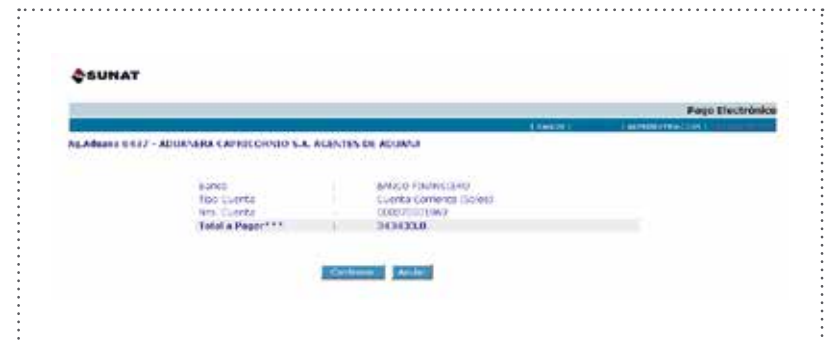 SUNAT
Pago Electrónico
Ag.Aduana 6437 - ADUANERA CAPRICORNIO S.A. AGENTES DE ADUANA
Banco : BANCO FINANCIERO
Tipo Cuenta : Cuenta Corriente (Soles)
Nro. Cuenta :
Total a Pagar*** :
Confirmar Anular